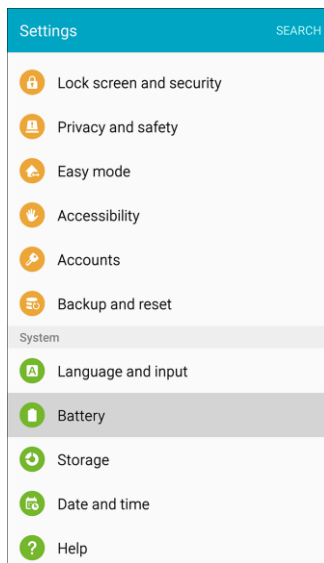 Settings SEARCH
Lock screen and security
Privacy and safety
Easy mode
Accessibility
Accounts
Backup and reset
System
A Language and input
Battery
Storage
Date and time
? Help